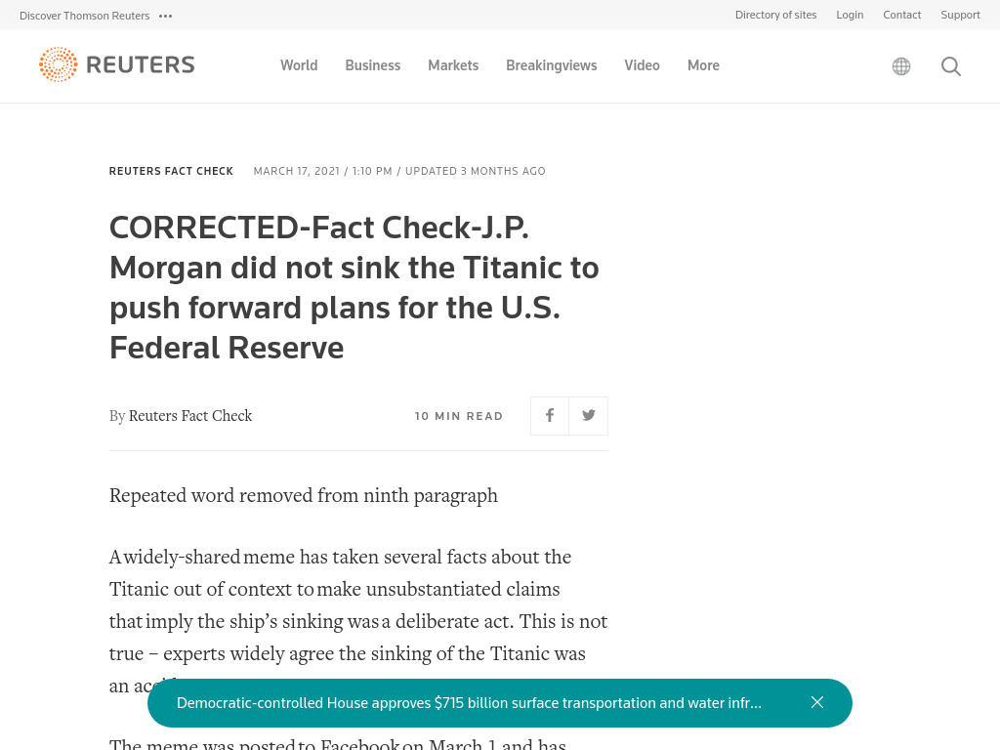 Discover Thomson Reuters
Directory of sites Login Contact Support
REUTERS
World Business Markets Breakingviews Video More
REUTERS FACT CHECK MARCH 17, 2021 / 1:10 PM / UPDATED 3 MONTHS AGO
CORRECTED-Fact Check-J.P.
Morgan did not sink the Titanic to
push forward plans for the U.S.
Federal Reserve
By Reuters Fact Check
10 MIN READ
Repeated word removed from ninth paragraph
A widely-shared meme has taken several facts about the
Titanic out of context to make unsubstantiated claims
that imply the ship’s sinking was a deliberate act. This is not
true – experts widely agree the sinking of the Titanic was
an
Democratic-controlled House approves $715 billion surface transportation and water infr...
The meme was posted to Facebook on March 1 and has